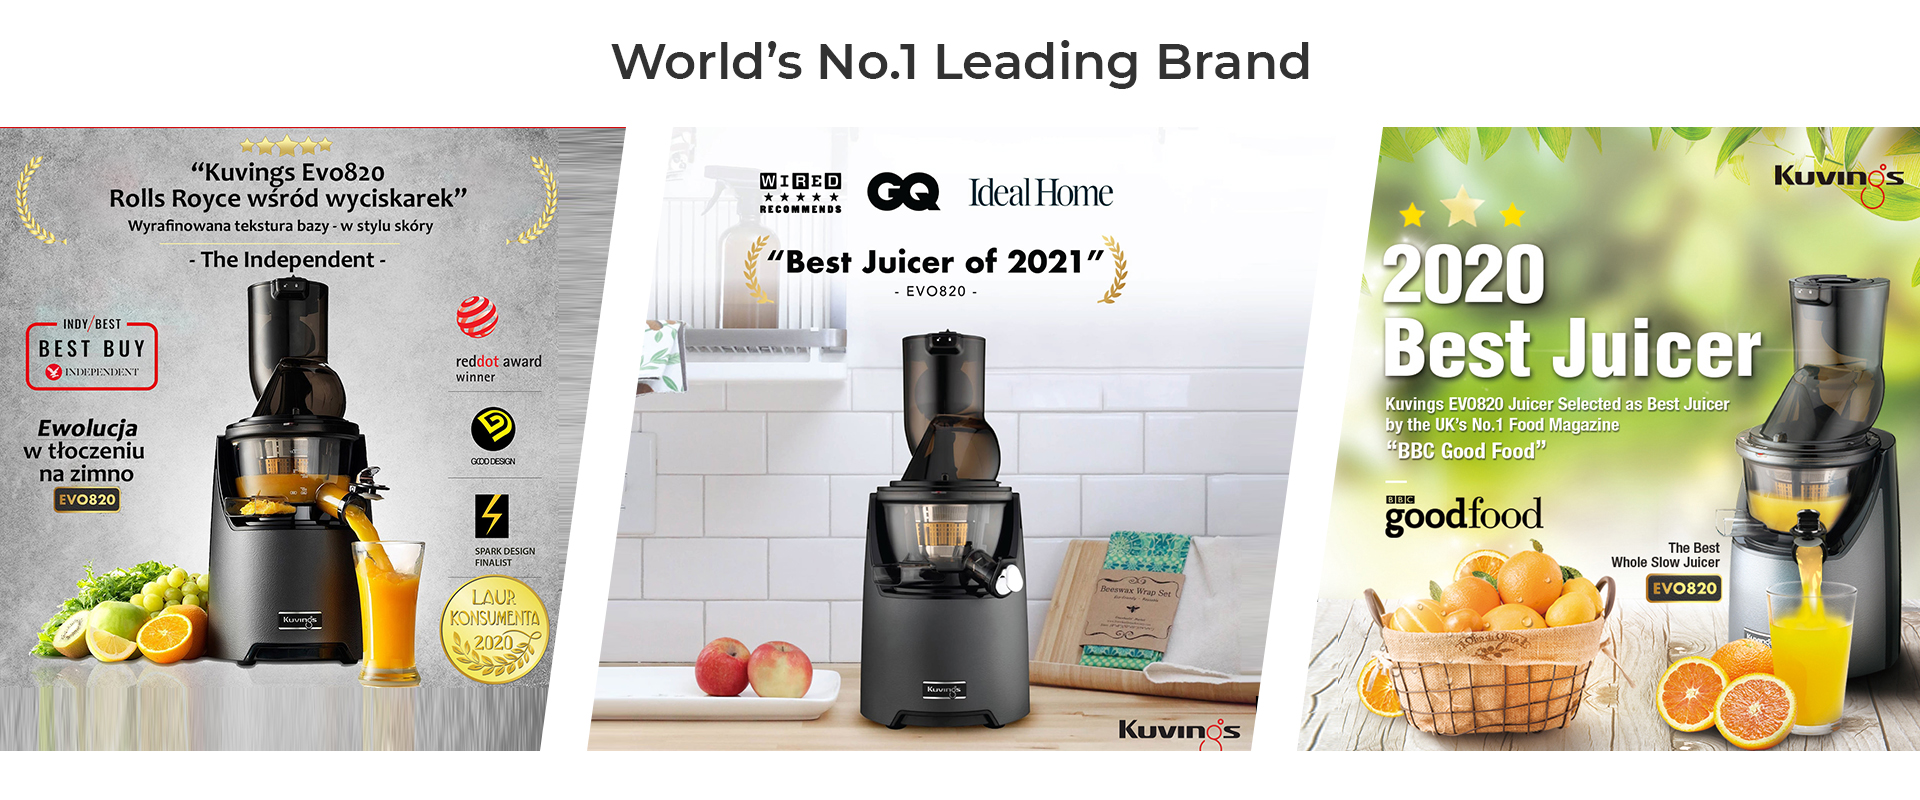 World's No.1 Leading Brand
“Kuvings Evo820
Rolls Royce wśród wyciskarek”
Wyrafinowana tekstura bazy - w stylu skóry
- The Independent -
INDY/BEST
BEST BUY
INDEPENDENT
Ewolucja
w tłoczeniu
na zimno
EVO820
reddot award
winner
GOOD DESIGN
SPARK DESIGN
FINALIST
LAUR
KONSUMENTA
2020
Kuvings
WIRED
RECOMMENDS
GQ
Ideal Home
“Best Juicer of 2021”
- EVO820 -
Beeswax Wrap Set
Kuvings
Kuvings
Kuvings
2020
Best Juicer
Kuvings EVO820 Juicer Selected as Best Juicer
by the UK's No.1 Food Magazine
“BBC Good Food”
BBC
goodfood
The Best
Whole Slow Juicer
EVO820